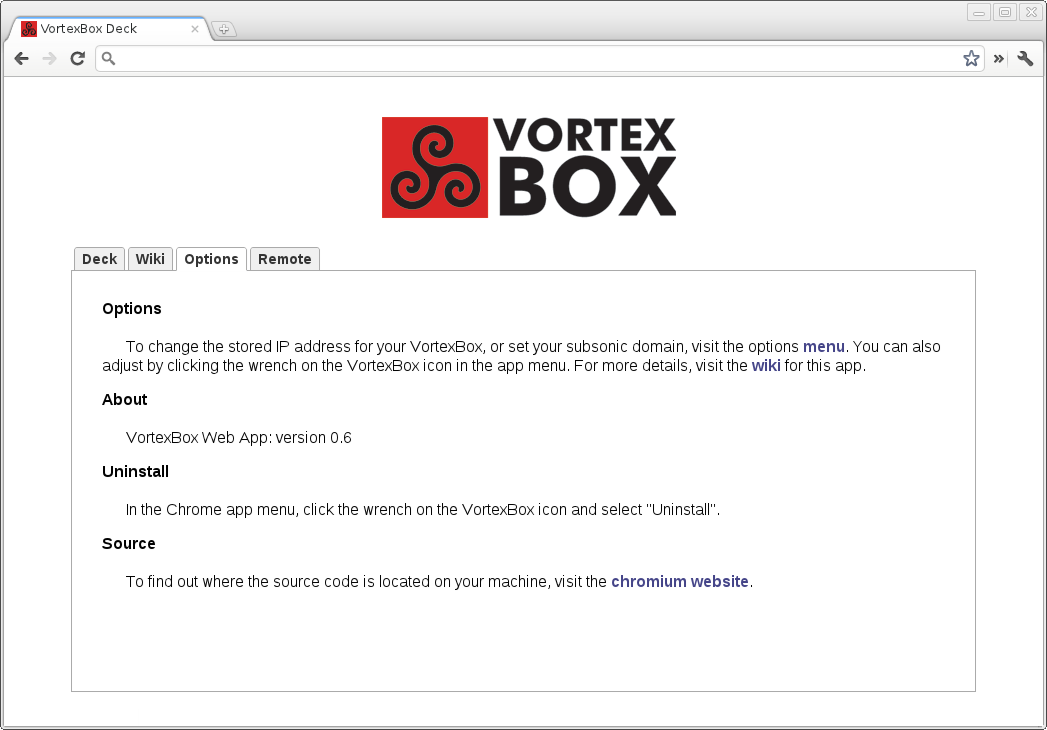 VortexBox Deck
VORTEX
BOX
Deck Wiki Options Remote
Options
To change the stored IP address for your VortexBox, or set your subsonic domain, visit the options menu. You can also
adjust by clicking the wrench on the VortexBox icon in the app menu. For more details, visit the wiki for this app.
About
VortexBox Web App: version 0.6
Uninstall
In the Chrome app menu, click the wrench on the VortexBox icon and select "Uninstall".
Source
To find out where the source code is located on your machine, visit the chromium website.